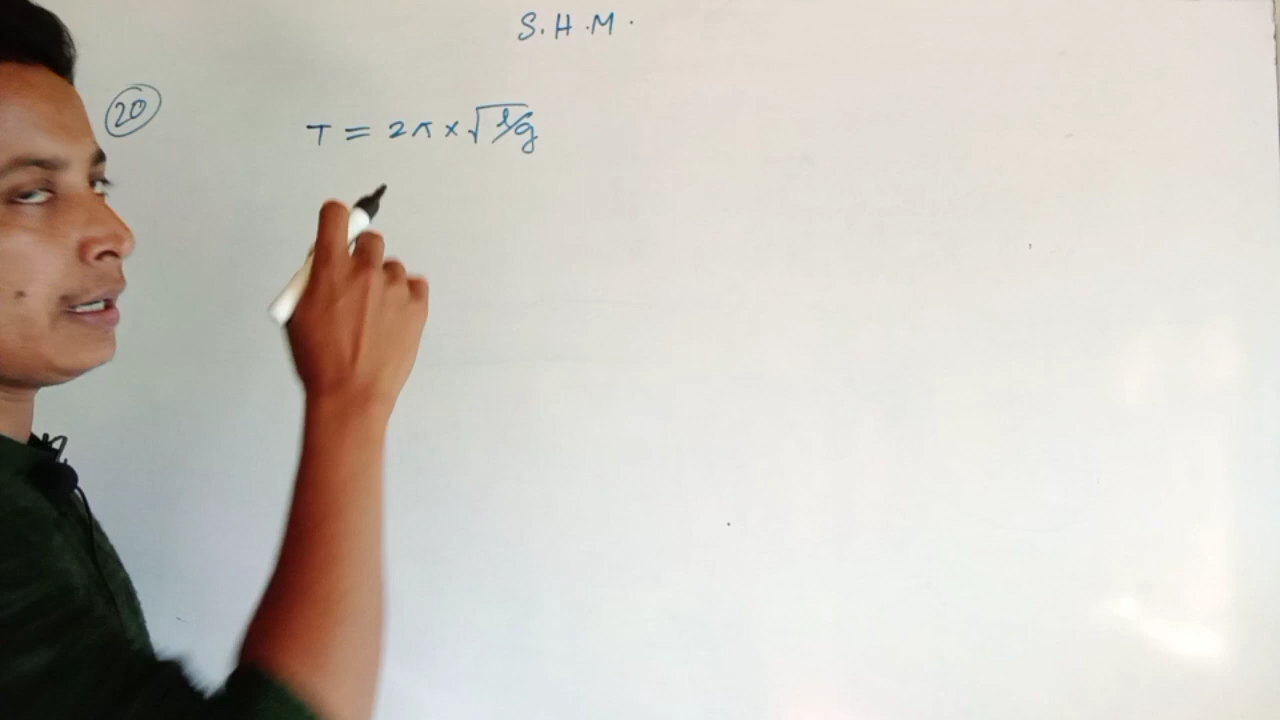 S.H.M.
20
T = 2π × √l/g